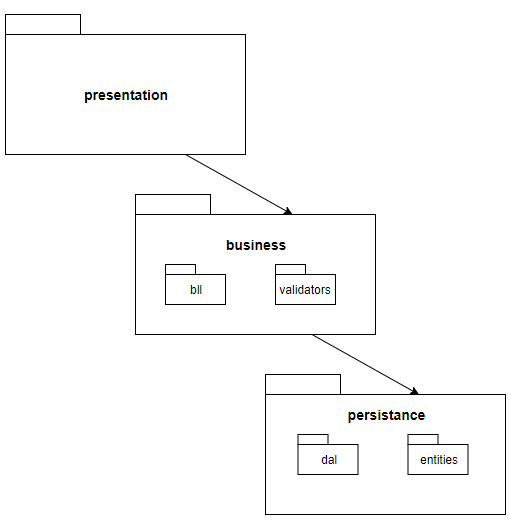 presentation
business
bll
validators
persistance
dal
entities